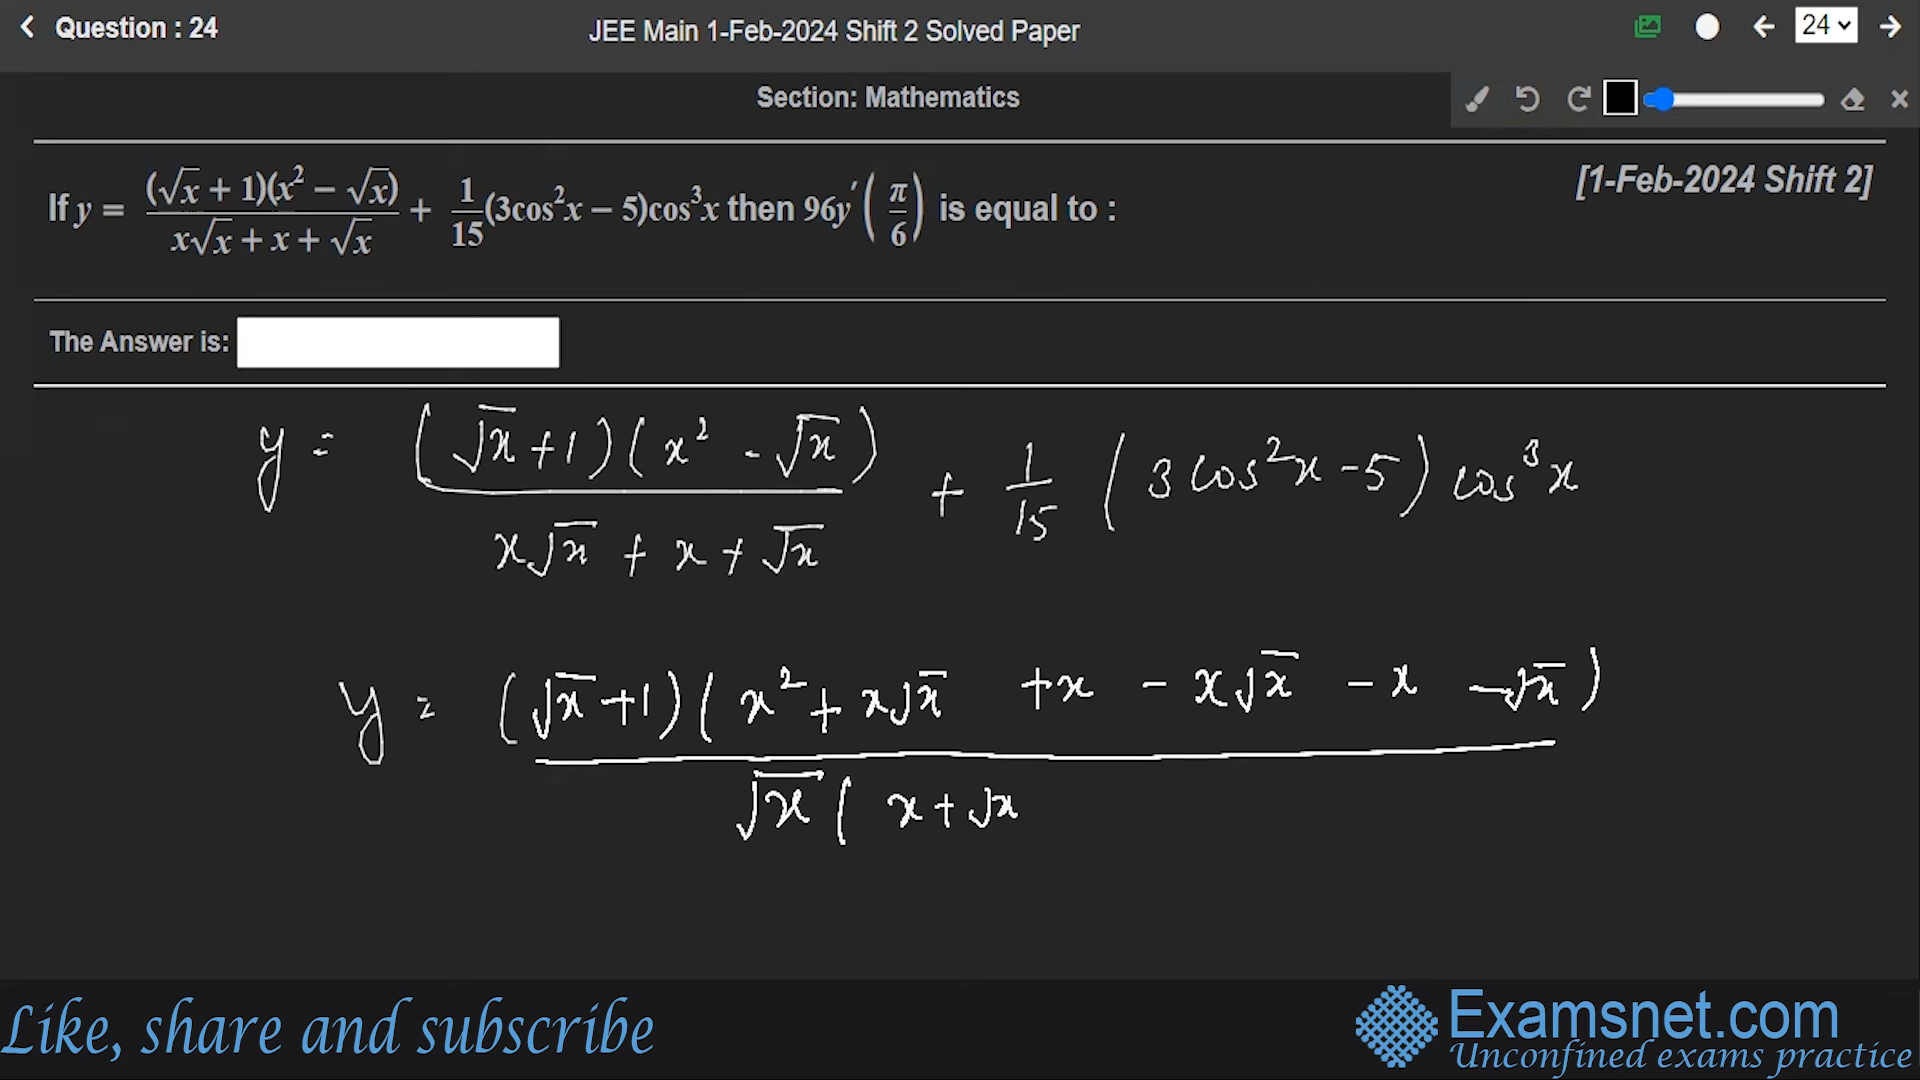 Question : 24
JEE Main 1-Feb-2024 Shift 2 Solved Paper
24
Section: Mathematics
If y = (√x + 1)(x² − √x) / (x√x + x + √x) + 1/15 (3cos²x − 5)cos³x then 96y′(π/6) is equal to :
[1-Feb-2024 Shift 2]
The Answer is:
y = (√x + 1)(x² - √x) / (x√x + x + √x) + 1/15 (3 cos²x - 5) cos³x
y = (√x + 1)(x² + x√x + x - x√x - x - √x) / √x( x + √x
Like, share and subscribe
Examsnet.com
Unconfined exams practice